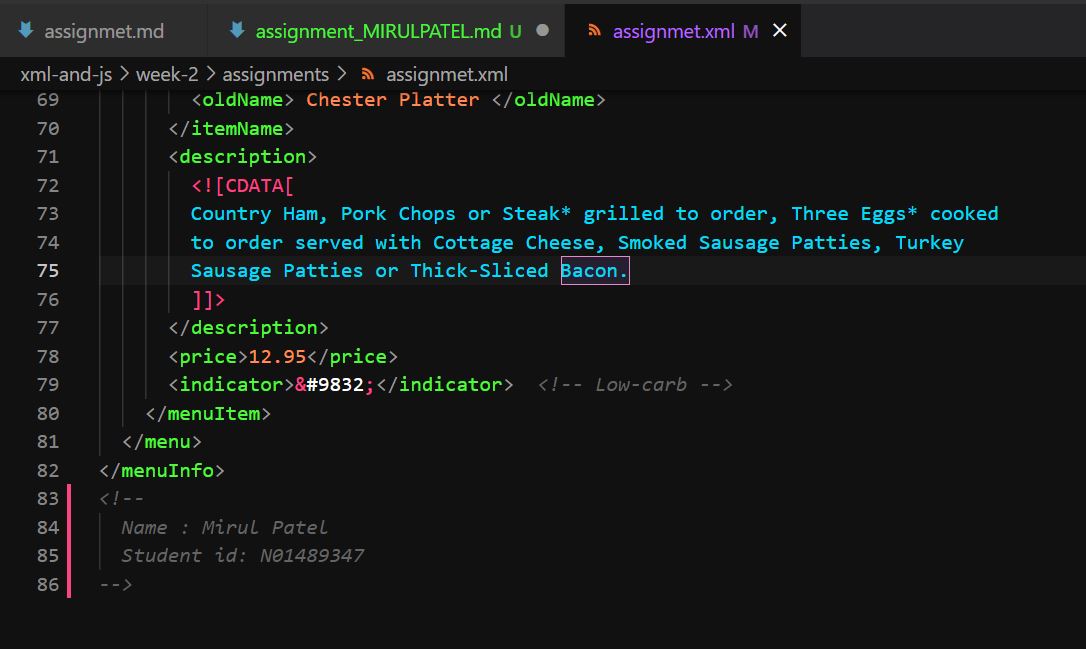 assignmet.md assignment_MIRULPATEL.md U assignmet.xml M
xml-and-js > week-2 > assignments > assignmet.xml
69 <oldName> Chester Platter </oldName>
70 </itemName>
71 <description>
72 <![CDATA[
73 Country Ham, Pork Chops or Steak* grilled to order, Three Eggs* cooked
74 to order served with Cottage Cheese, Smoked Sausage Patties, Turkey
75 Sausage Patties or Thick-Sliced Bacon.
76 ]]>
77 </description>
78 <price>12.95</price>
79 <indicator>&#9832;</indicator> <!-- Low-carb -->
80 </menuItem>
81 </menu>
82 </menuInfo>
83 <!--
84 Name : Mirul Patel
85 Student id: N01489347
86 -->